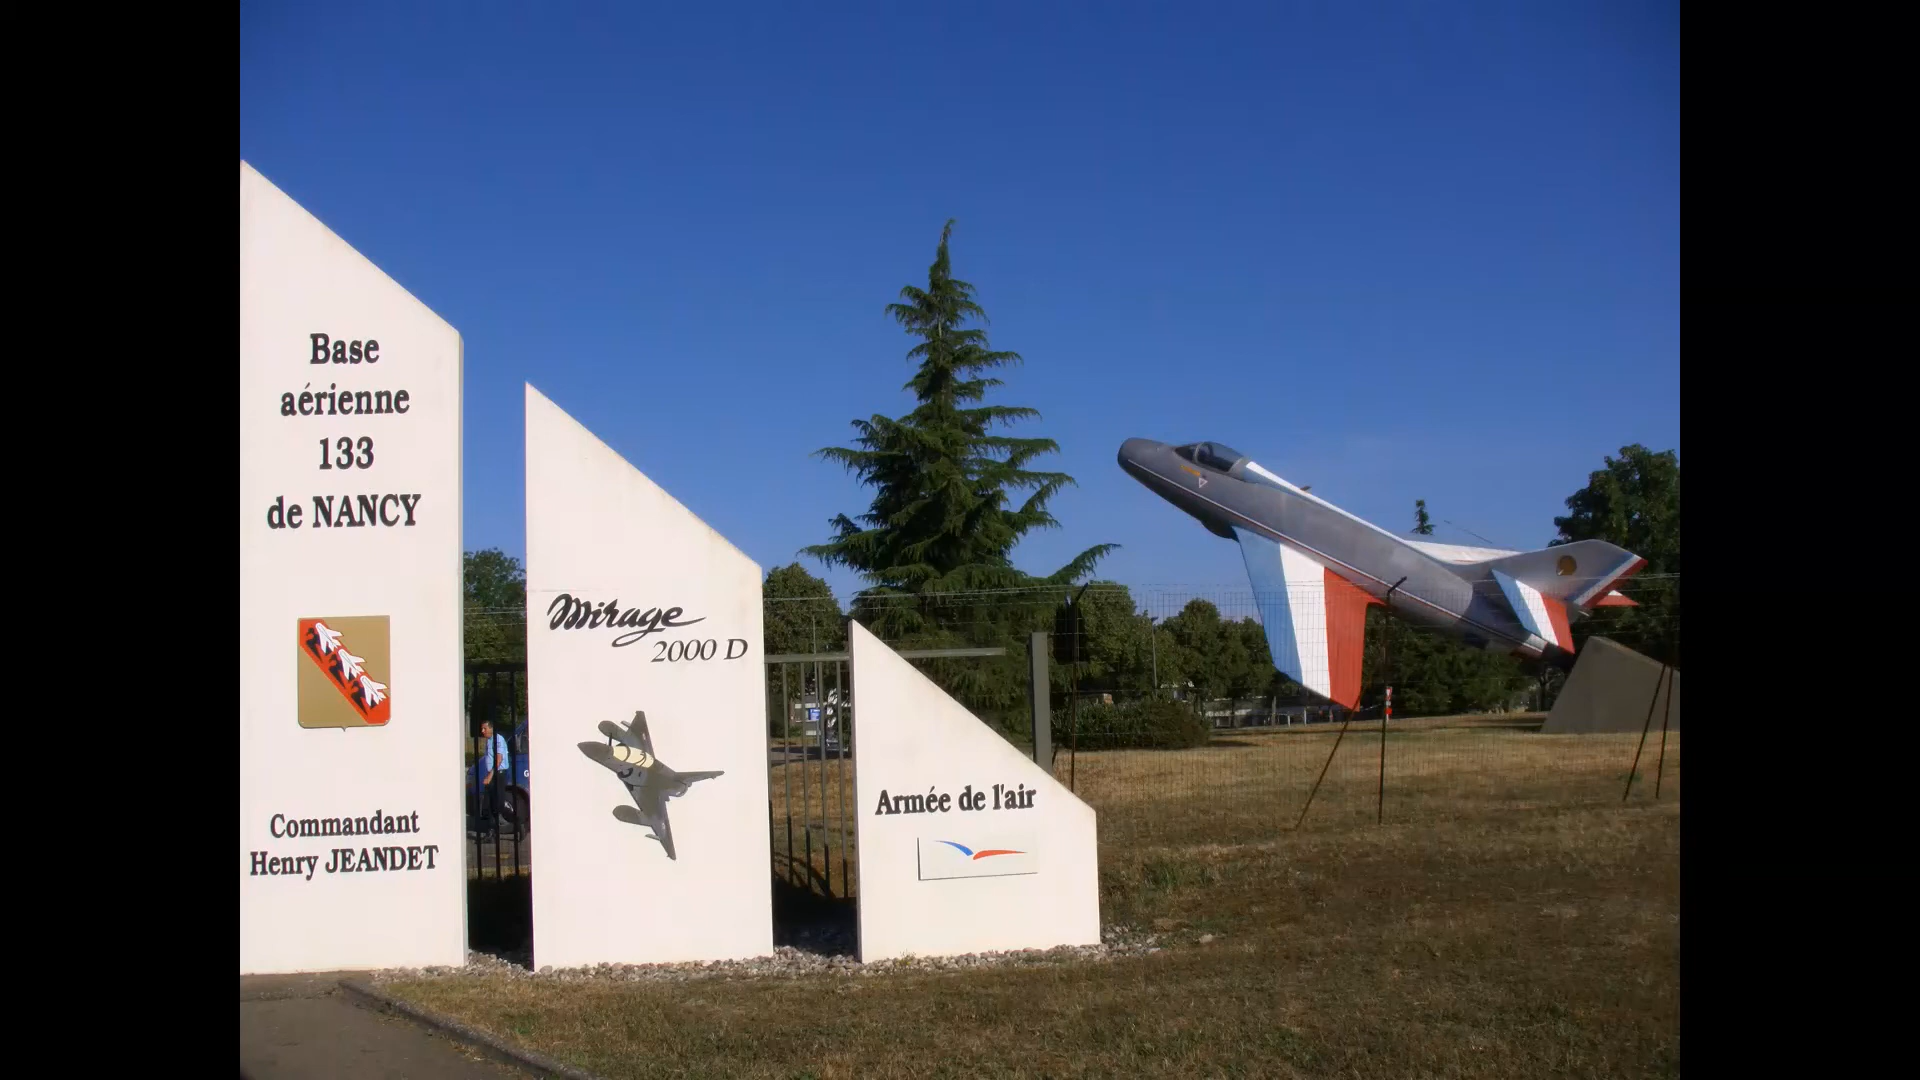 Base
aérienne
133
de NANCY
Commandant
Henry JEANDET
Mirage
2000 D
Armée de l'air